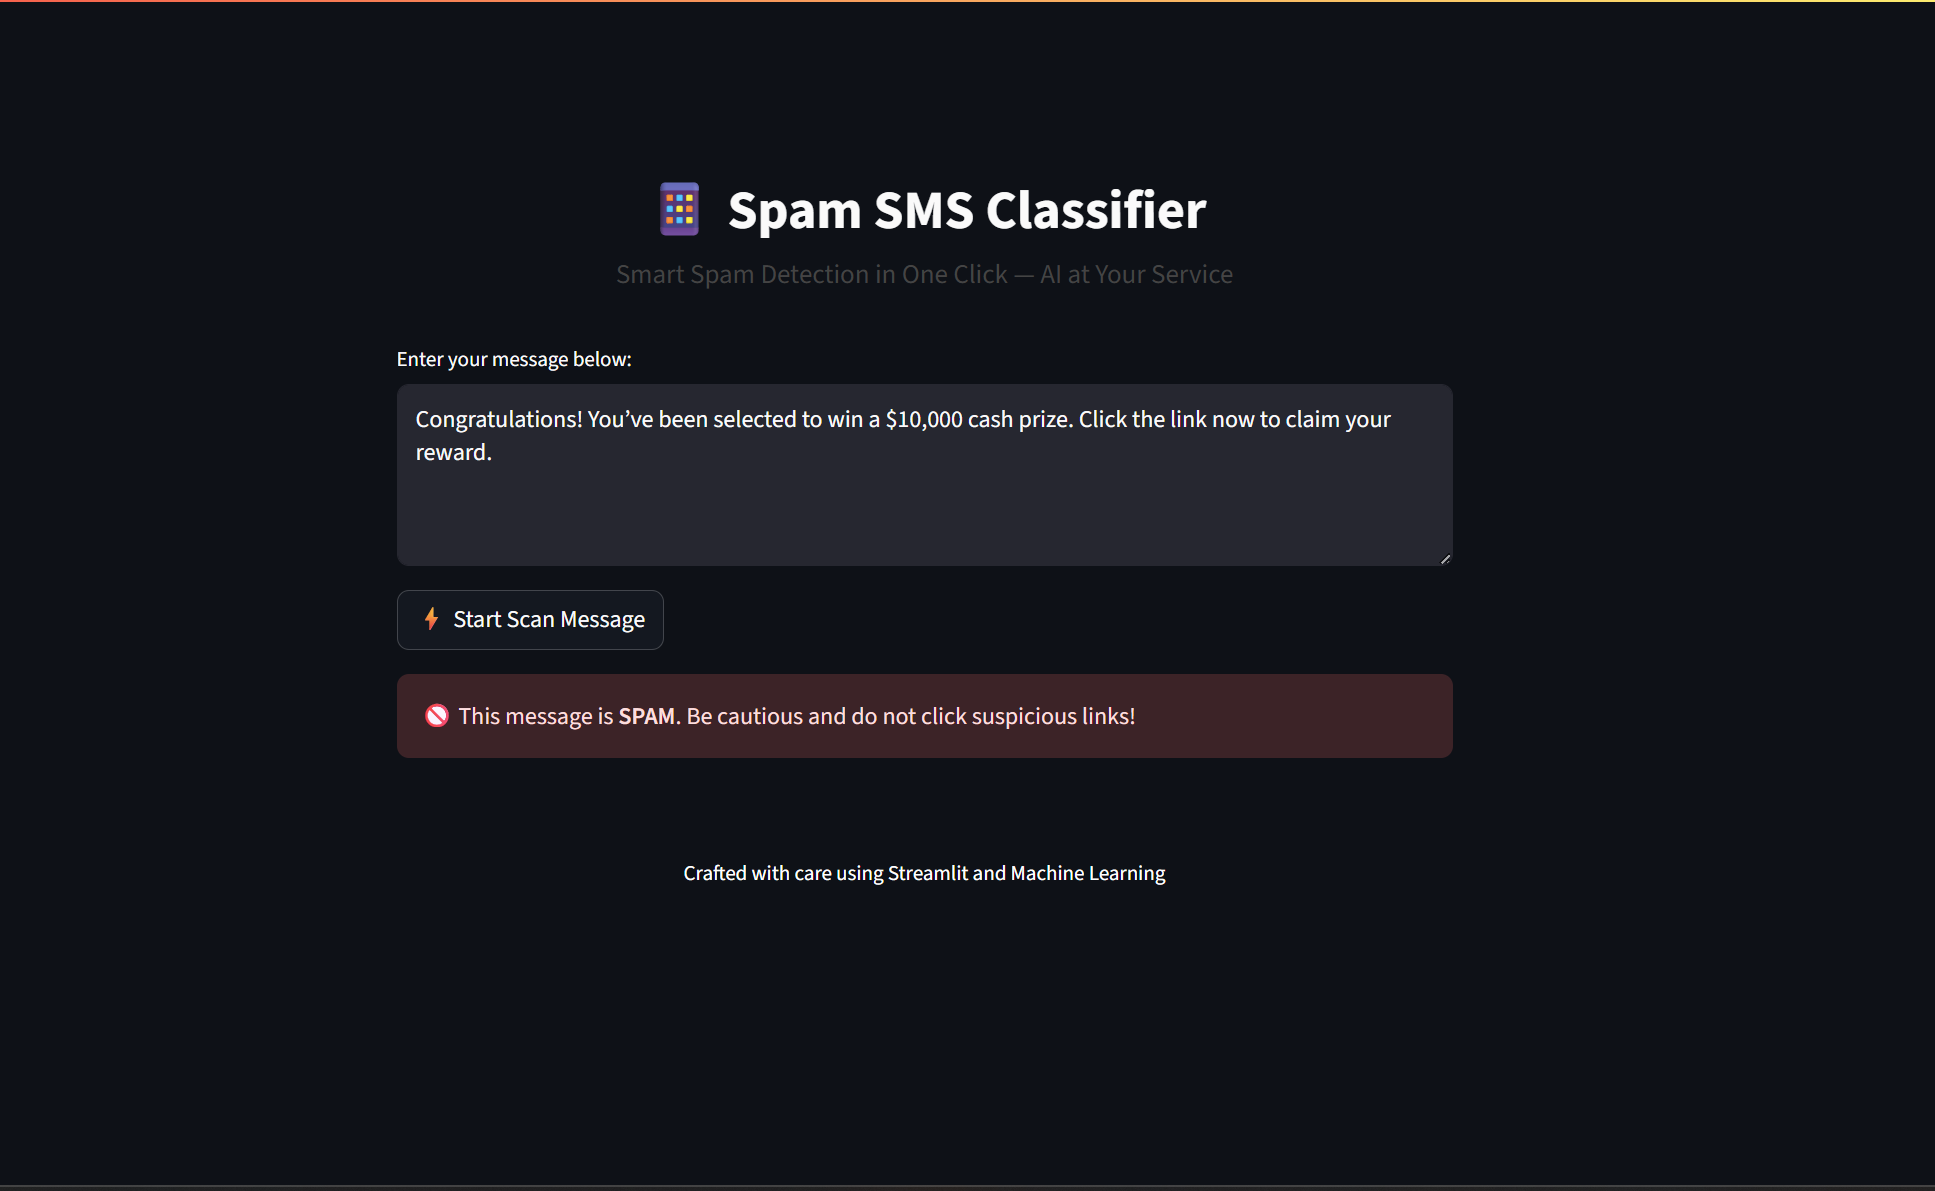 Spam SMS Classifier
Smart Spam Detection in One Click — AI at Your Service
Enter your message below:
Congratulations! You’ve been selected to win a $10,000 cash prize. Click the link now to claim your
reward.
Start Scan Message
This message is SPAM. Be cautious and do not click suspicious links!
Crafted with care using Streamlit and Machine Learning